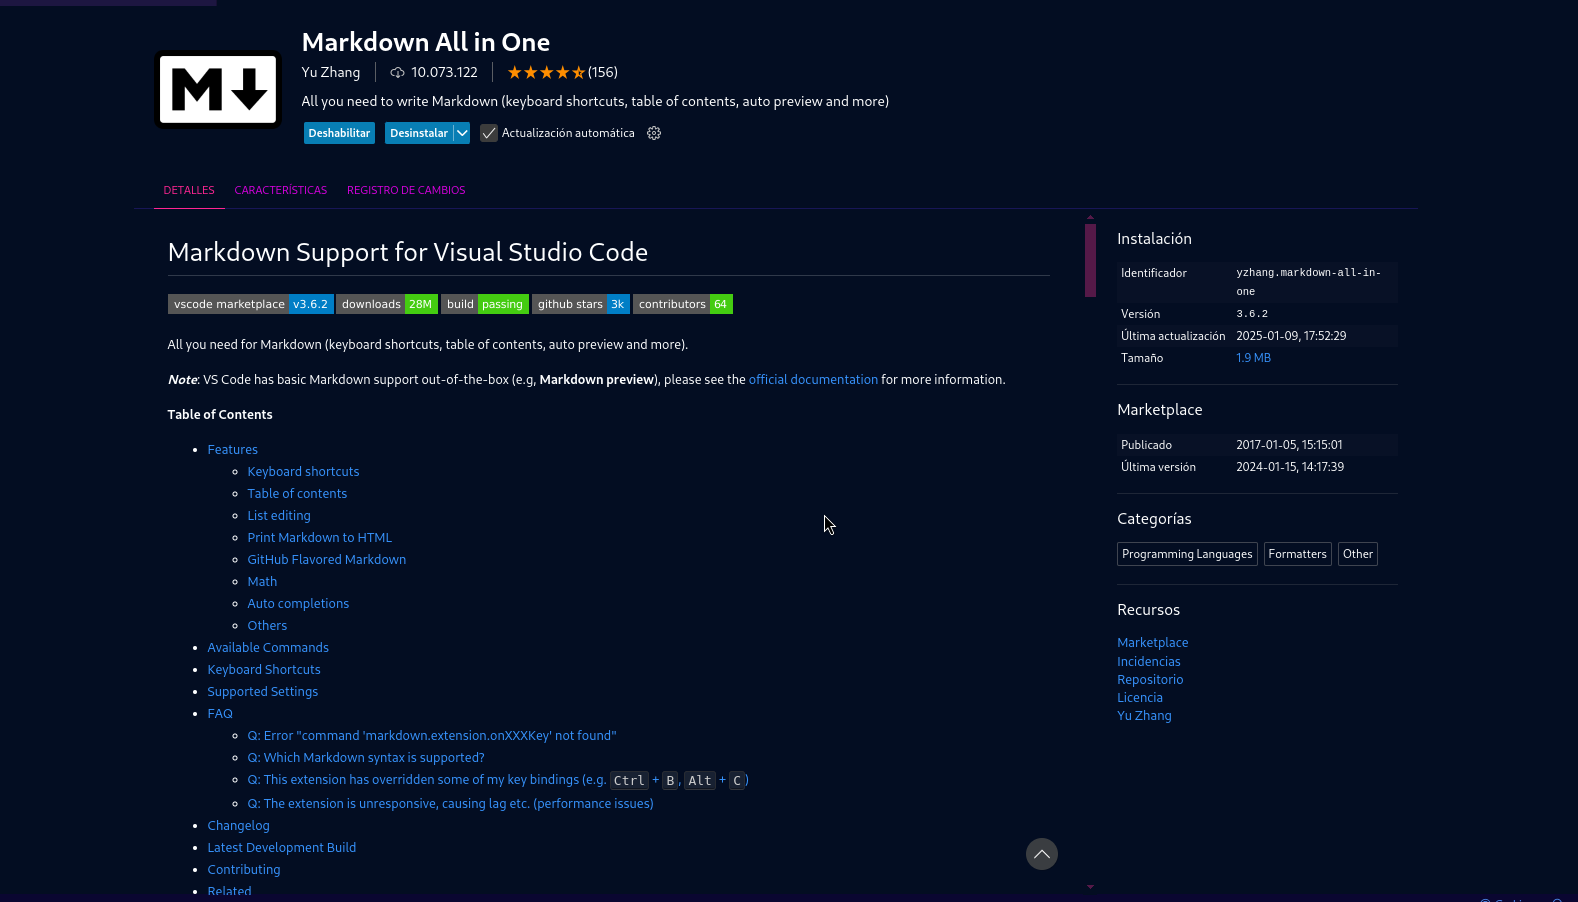 Markdown All in One
Yu Zhang 10.073.122 (156)
All you need to write Markdown (keyboard shortcuts, table of contents, auto preview and more)
Deshabilitar Desinstalar Actualización automática
DETALLES CARACTERÍSTICAS REGISTRO DE CAMBIOS
Markdown Support for Visual Studio Code
vscode marketplace v3.6.2 downloads 28M build passing github stars 3k contributors 64
All you need for Markdown (keyboard shortcuts, table of contents, auto preview and more).
Note: VS Code has basic Markdown support out-of-the-box (e.g, Markdown preview), please see the official documentation for more information.
Table of Contents
Features
Keyboard shortcuts
Table of contents
List editing
Print Markdown to HTML
GitHub Flavored Markdown
Math
Auto completions
Others
Available Commands
Keyboard Shortcuts
Supported Settings
FAQ
Q: Error "command 'markdown.extension.onXXXKey' not found"
Q: Which Markdown syntax is supported?
Q: This extension has overridden some of my key bindings (e.g. Ctrl + B, Alt + C)
Q: The extension is unresponsive, causing lag etc. (performance issues)
Changelog
Latest Development Build
Contributing
Related
Instalación
Identificador yzhang.markdown-all-in-
one
Versión 3.6.2
Última actualización 2025-01-09, 17:52:29
Tamaño 1.9 MB
Marketplace
Publicado 2017-01-05, 15:15:01
Última versión 2024-01-15, 14:17:39
Categorías
Programming Languages Formatters Other
Recursos
Marketplace
Incidencias
Repositorio
Licencia
Yu Zhang